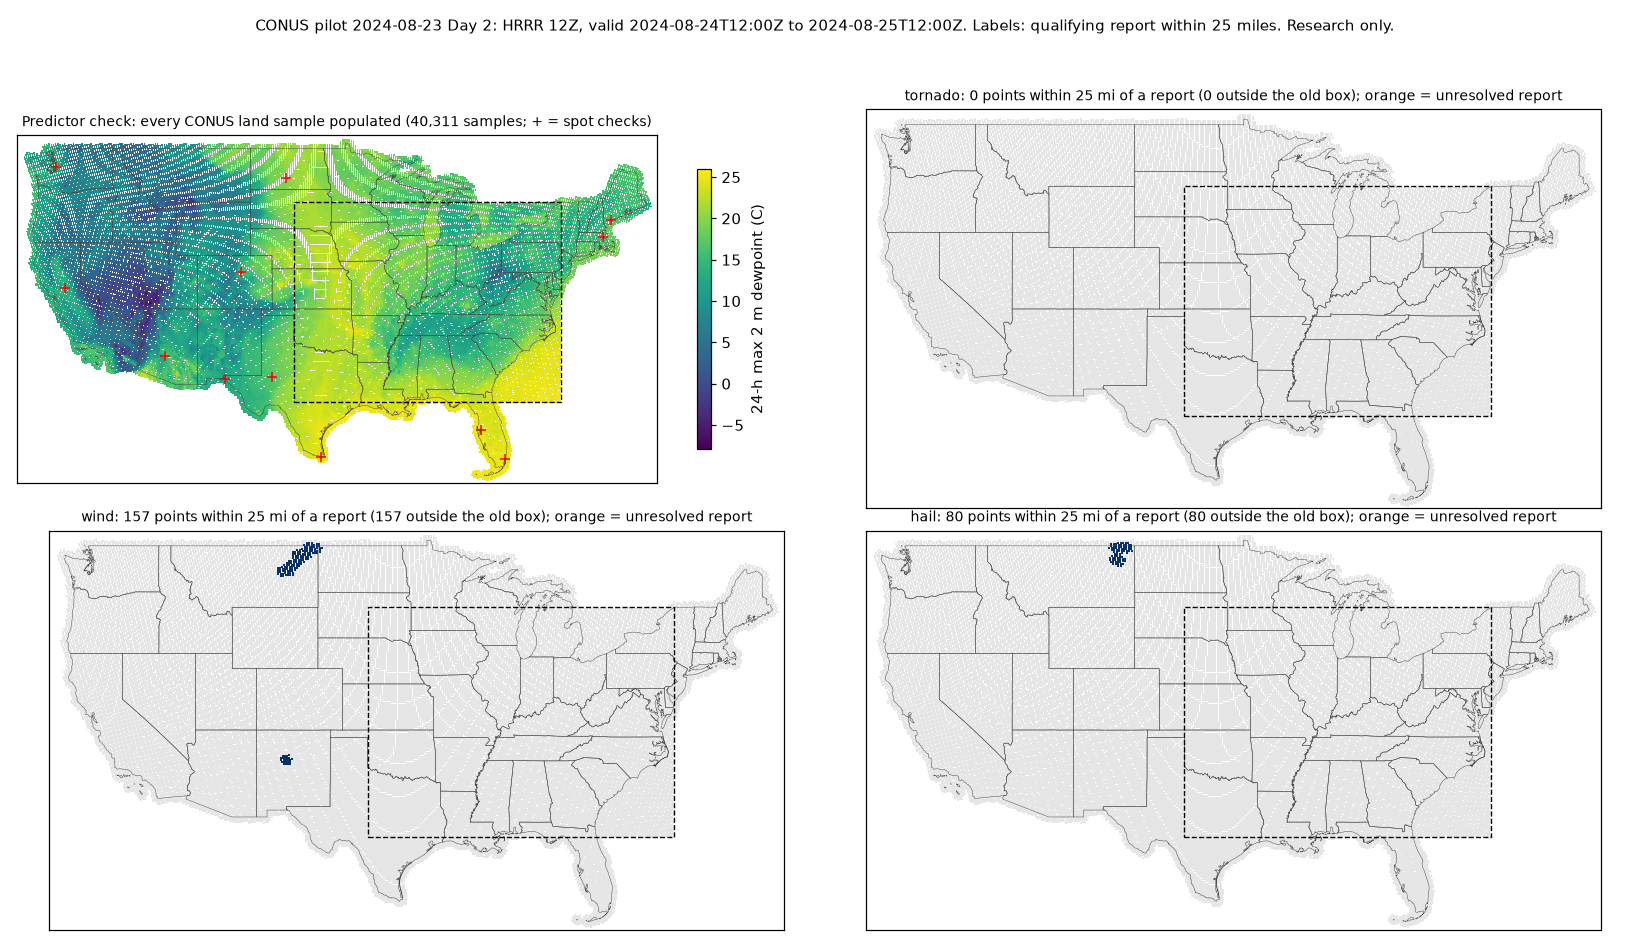 CONUS pilot 2024-08-23 Day 2: HRRR 12Z, valid 2024-08-24T12:00Z to 2024-08-25T12:00Z. Labels: qualifying report within 25 miles. Research only.
Predictor check: every CONUS land sample populated (40,311 samples; + = spot checks)
25
20
15
10
5
0
−5
24-h max 2 m dewpoint (C)
tornado: 0 points within 25 mi of a report (0 outside the old box); orange = unresolved report
wind: 157 points within 25 mi of a report (157 outside the old box); orange = unresolved report
hail: 80 points within 25 mi of a report (80 outside the old box); orange = unresolved report